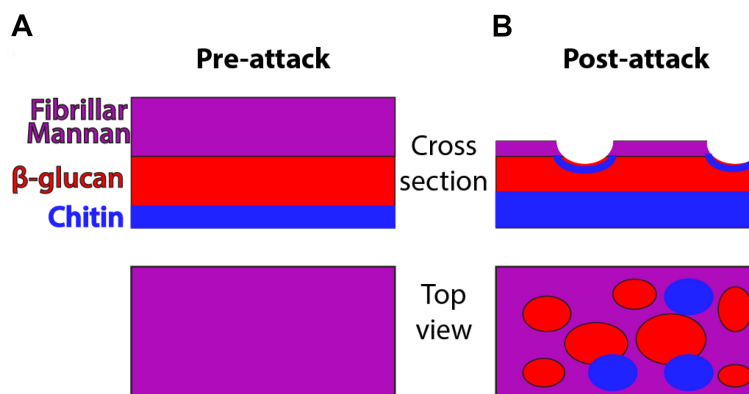 A
B
Pre-attack
Post-attack
Fibrillar
Mannan
β-glucan
Chitin
Cross
section
Top
view